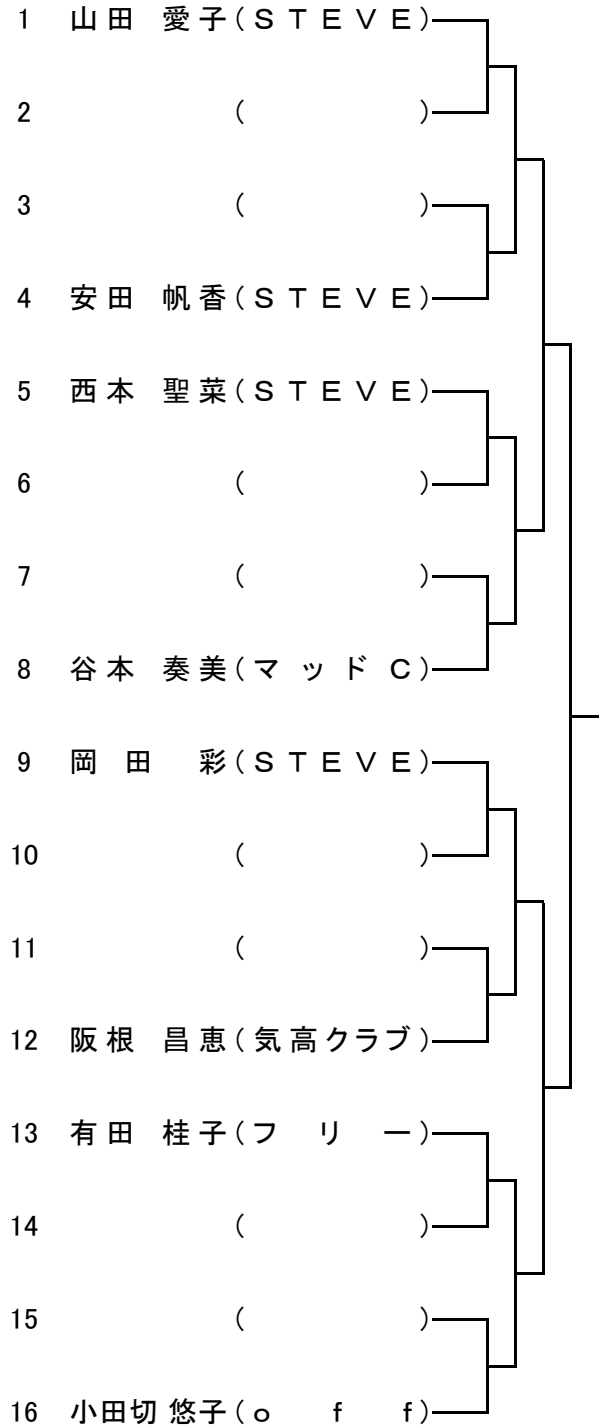 1 山田 愛子(STEVE)
2 ( )
3 ( )
4 安田 帆香(STEVE)
5 西本 聖菜(STEVE)
6 ( )
7 ( )
8 谷本 奏美(マッドC)
9 岡田 彩(STEVE)
10 ( )
11 ( )
12 阪根 昌恵(気高クラブ)
13 有田 桂子(フリー)
14 ( )
15 ( )
16 小田切 悠子(off)